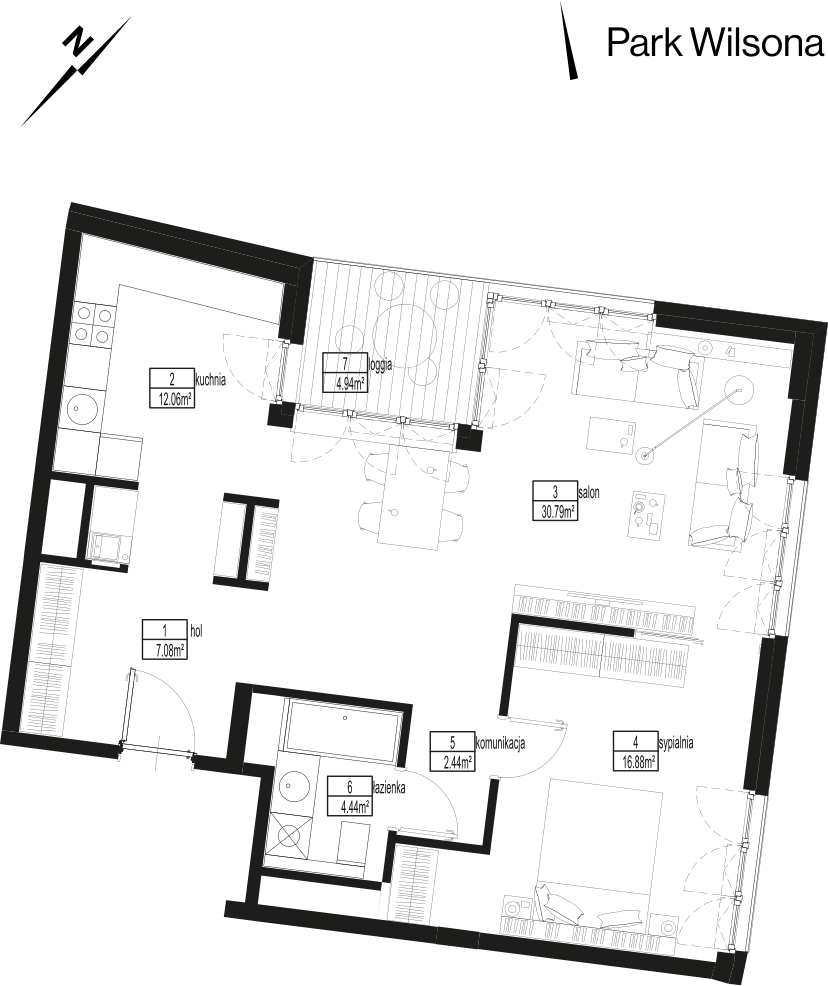 N
Park Wilsona
7 loggia
4.94m²
2 kuchnia
12.06m²
3 salon
30.79m²
1 hol
7.08m²
5 komunikacja
2.44m²
4 sypialnia
16.88m²
6 łazienka
4.44m²